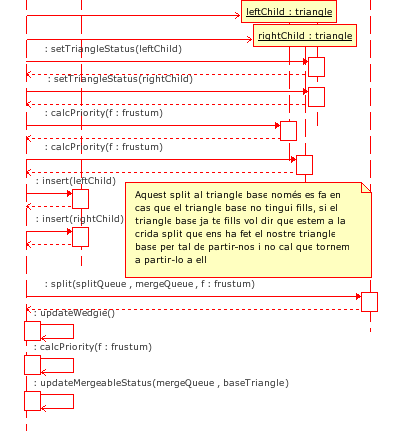 leftChild : triangle
rightChild : triangle
: setTriangleStatus(leftChild)
: setTriangleStatus(rightChild)
: calcPriority(f : frustum)
: calcPriority(f : frustum)
: insert(leftChild)
: insert(rightChild)
Aquest split al triangle base només es fa en
cas que el triangle base no tingui fills, si el
triangle base ja te fills vol dir que estem a la
crida split que ens ha fet el nostre triangle
base per tal de partir-nos i no cal que tornem
a partir-lo a ell
: split(splitQueue , mergeQueue , f : frustum)
: updateWedgie()
: calcPriority(f : frustum)
: updateMergeableStatus(mergeQueue , baseTriangle)